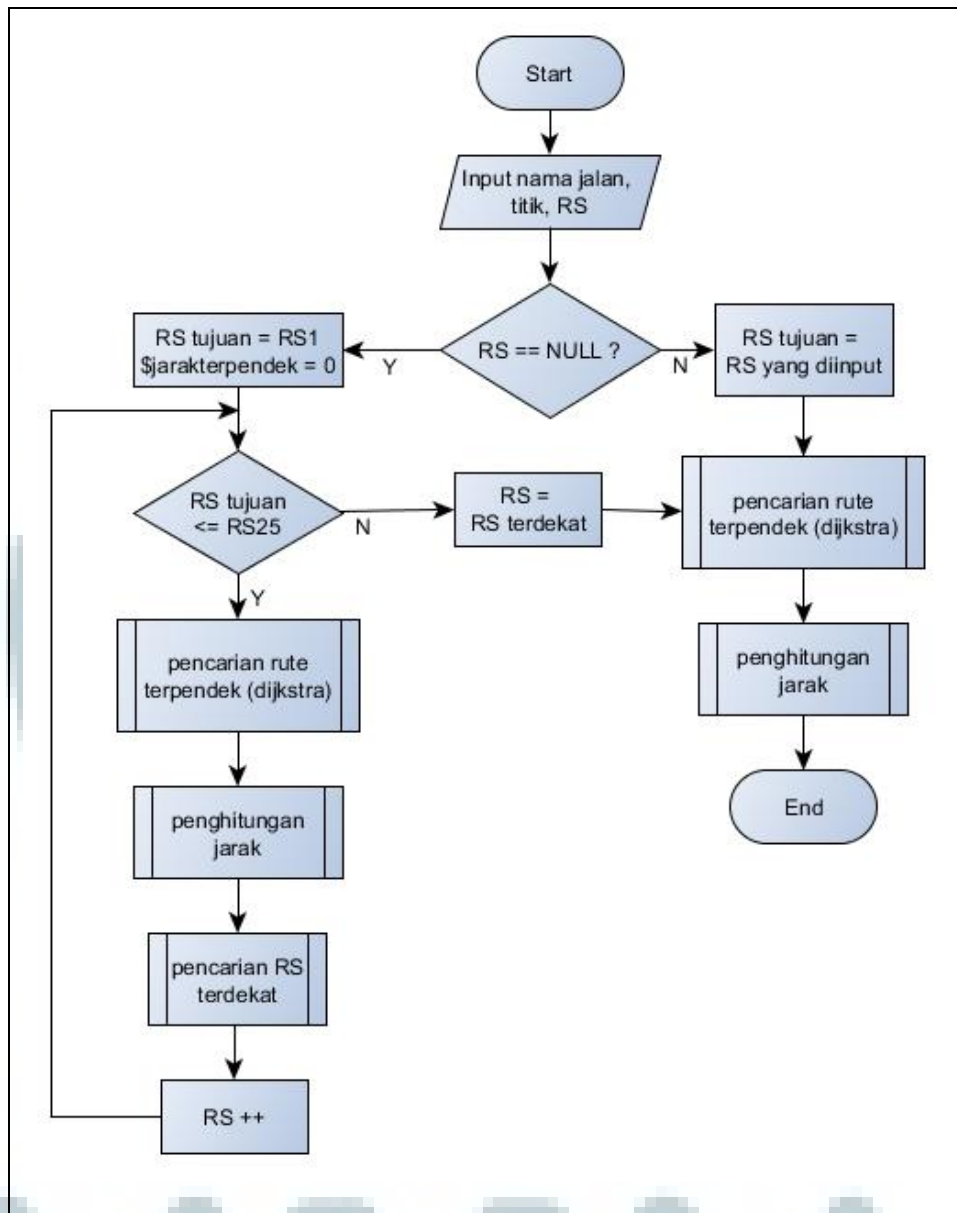 Start
Input nama jalan,
titik, RS
RS == NULL ?
Y
N
RS tujuan = RS1
$jarakterpendek = 0
RS tujuan =
RS yang diinput
RS tujuan
<= RS25
N
Y
RS =
RS terdekat
pencarian rute
terpendek (dijkstra)
penghitungan
jarak
End
pencarian rute
terpendek (dijkstra)
penghitungan
jarak
pencarian RS
terdekat
RS ++